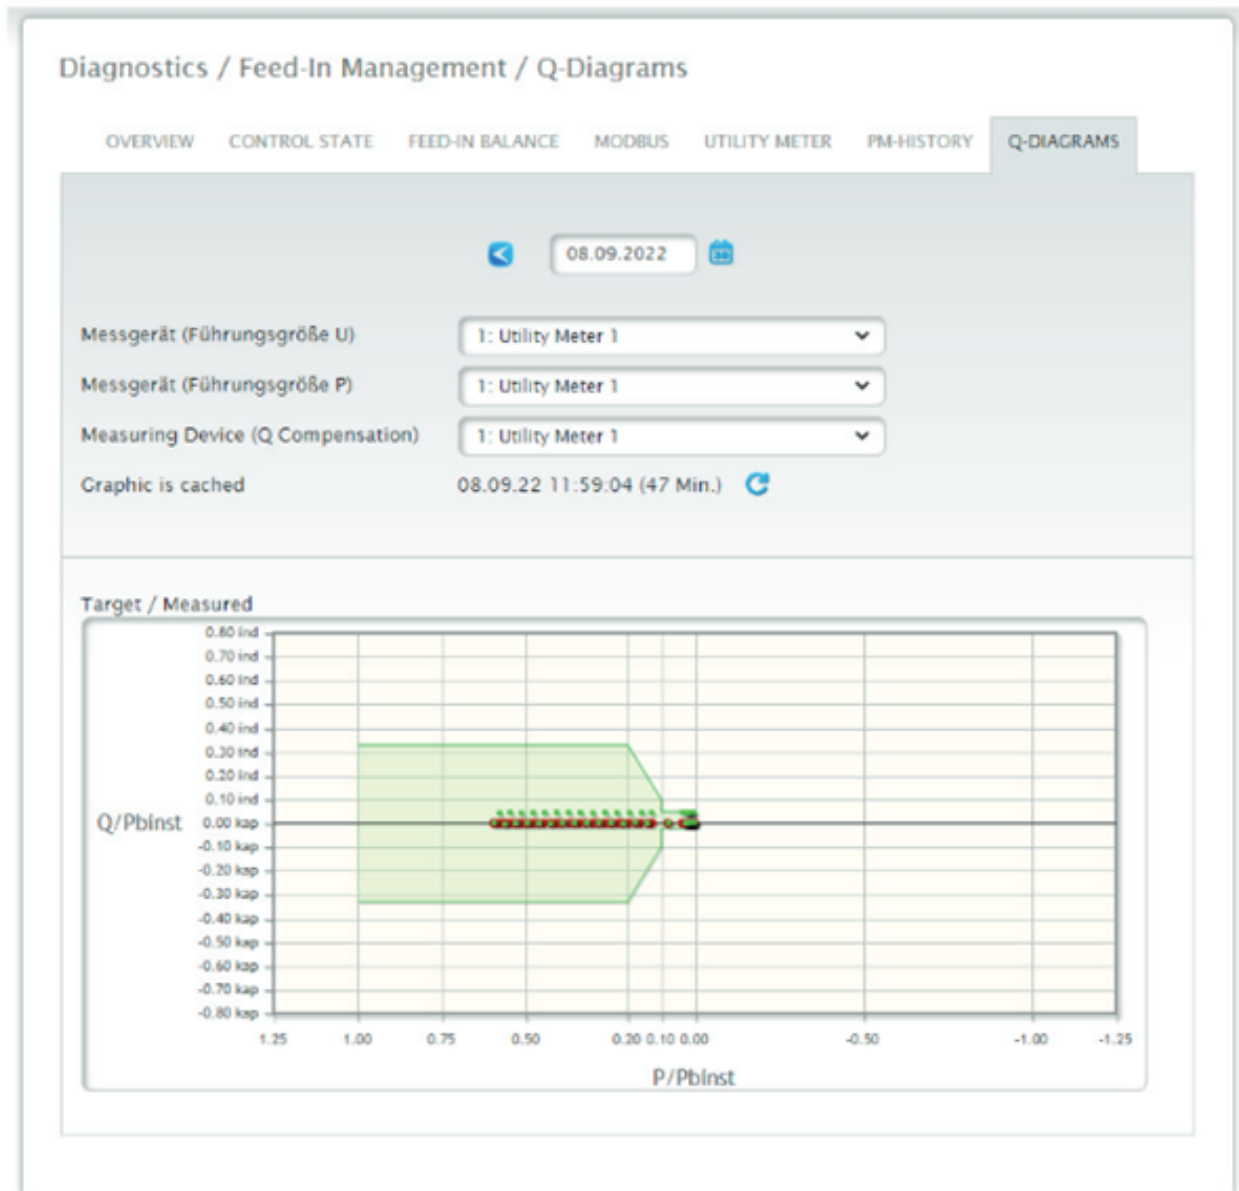 Diagnostics / Feed-In Management / Q-Diagrams
OVERVIEW CONTROL STATE FEED-IN BALANCE MODBUS UTILITY METER PM-HISTORY Q-DIAGRAMS
08.09.2022
Messgerät (Führungsgröße U) 1: Utility Meter 1
Messgerät (Führungsgröße P) 1: Utility Meter 1
Measuring Device (Q Compensation) 1: Utility Meter 1
Graphic is cached 08.09.22 11:59:04 (47 Min.)
Target / Measured
0.80 ind
0.70 ind
0.60 ind
0.50 ind
0.40 ind
0.30 ind
0.20 ind
0.10 ind
Q/Pbinst 0.00 kap
-0.10 kap
-0.20 kap
-0.30 kap
-0.40 kap
-0.50 kap
-0.60 kap
-0.70 kap
-0.80 kap
1.25 1.00 0.75 0.50 0.20 0.10 0.00 -0.50 -1.00 -1.25
P/Pbinst